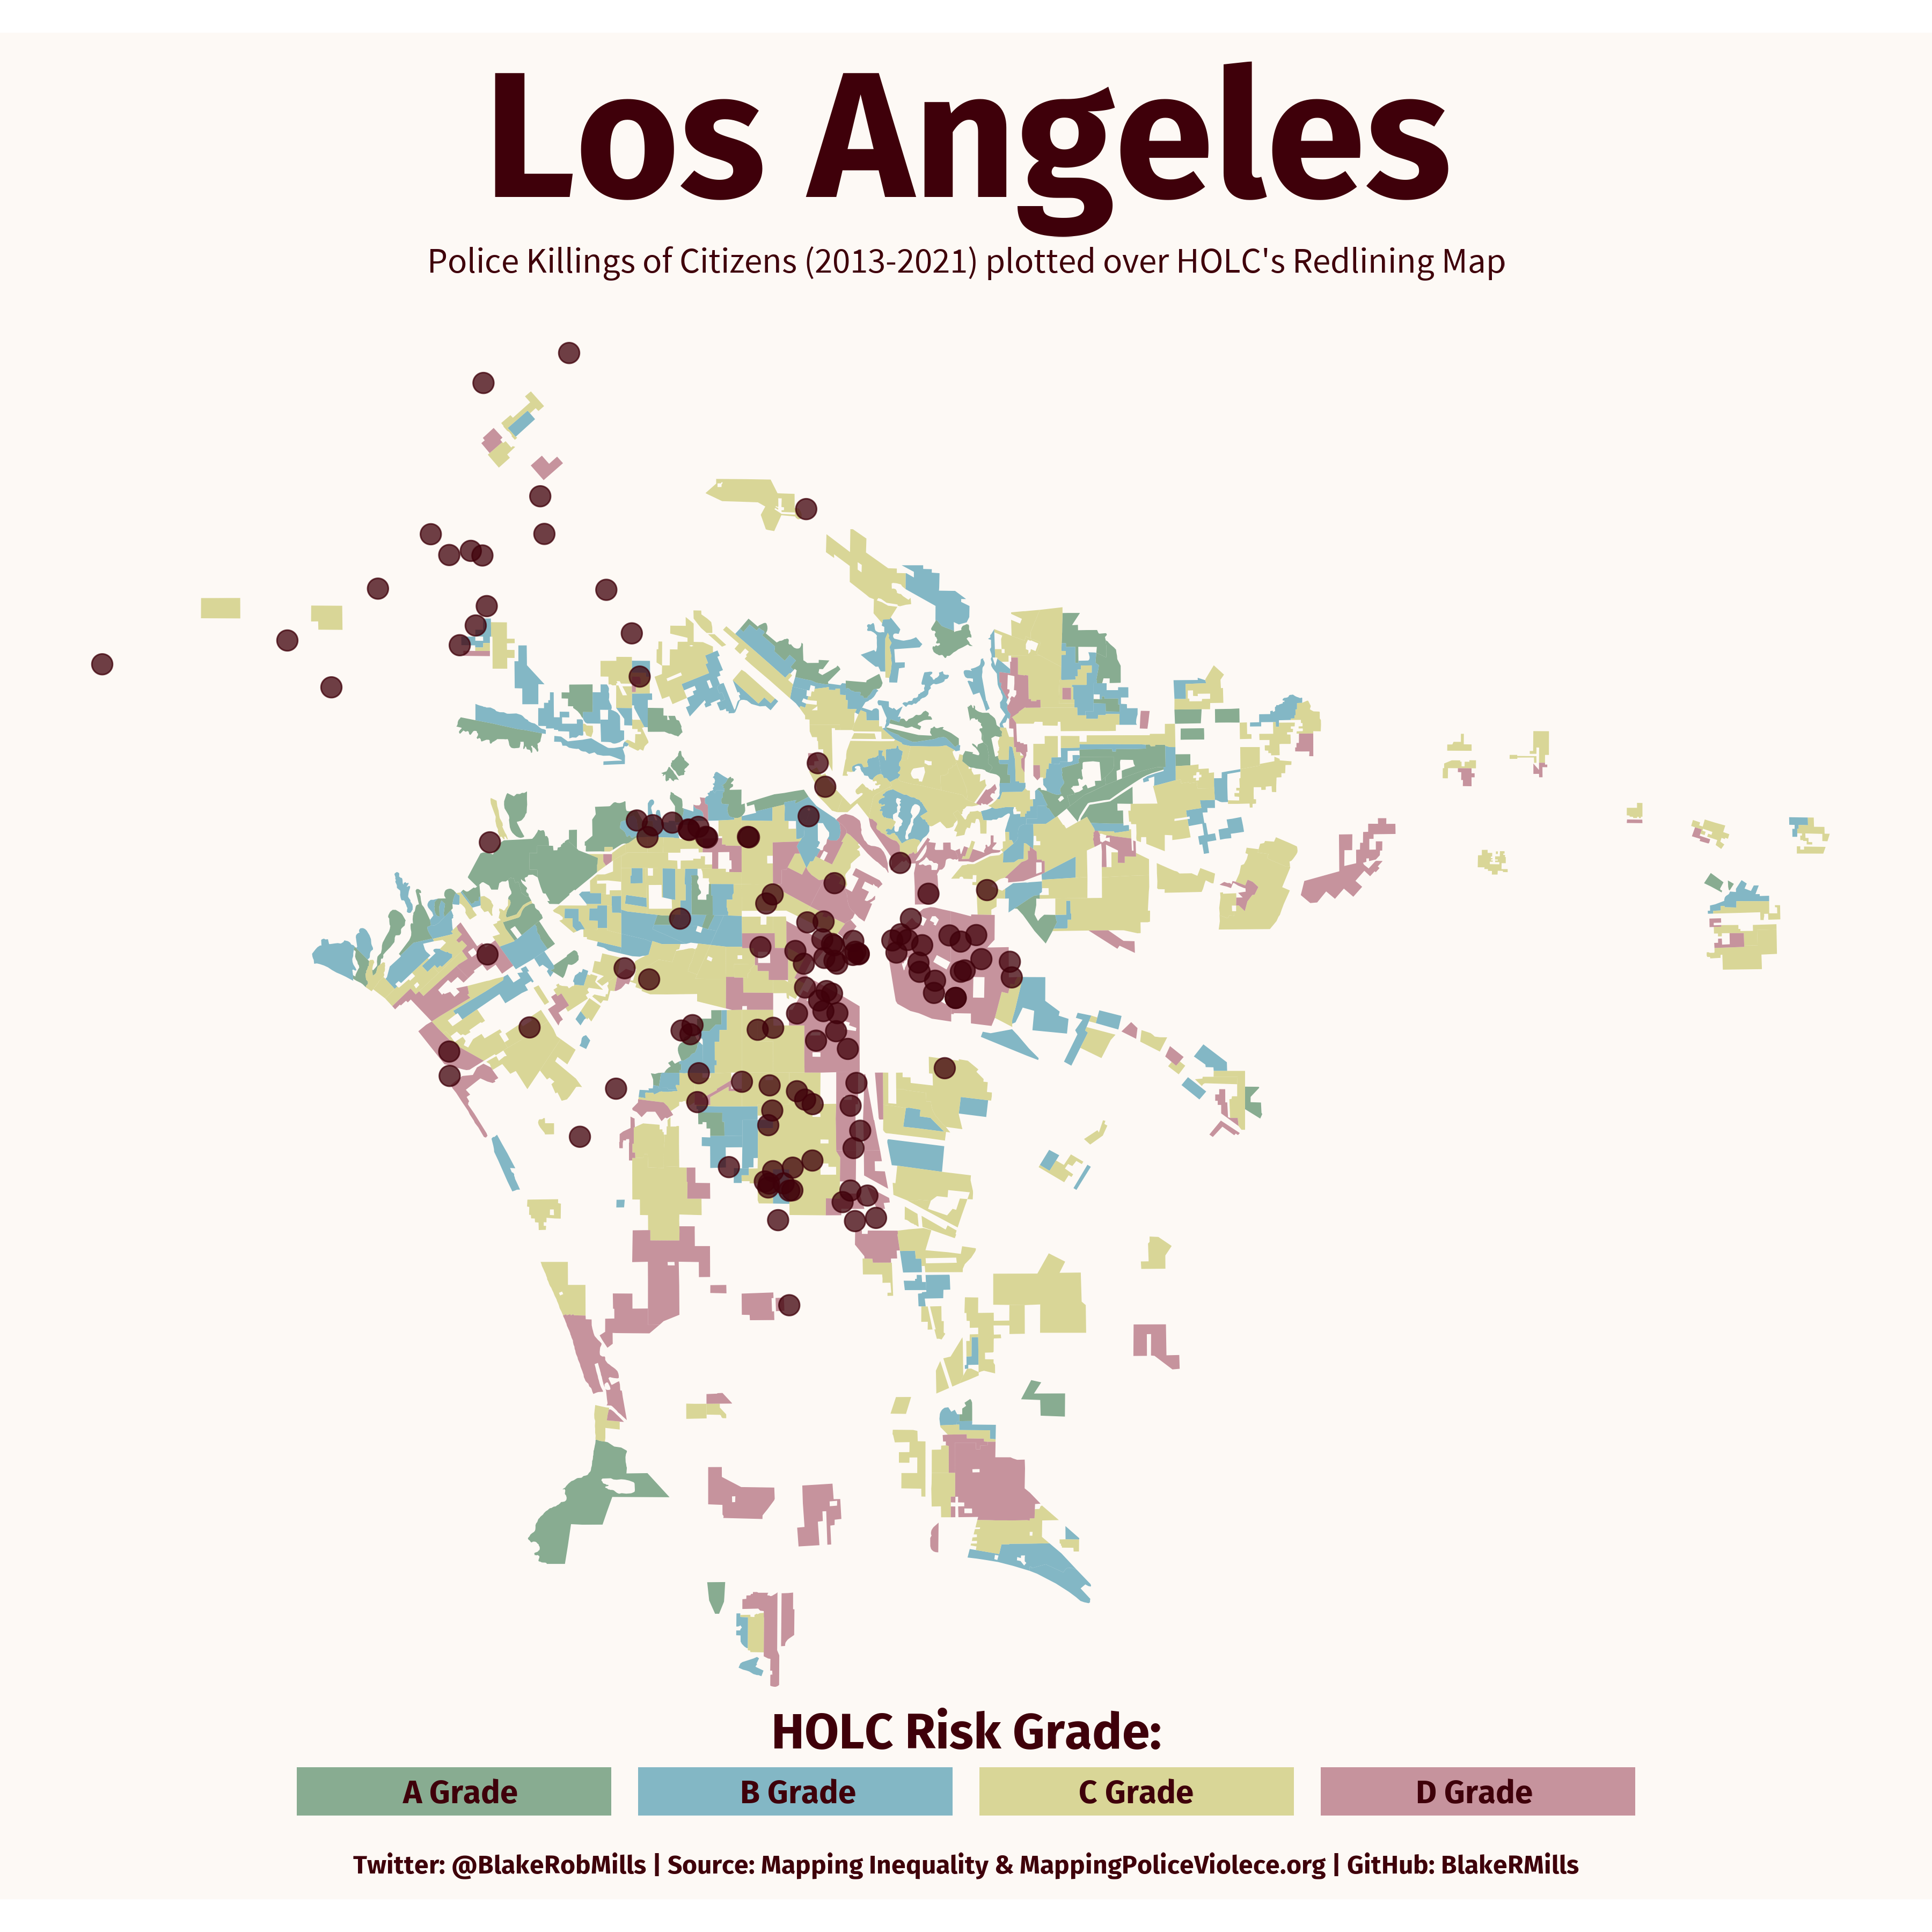 Los Angeles
Police Killings of Citizens (2013-2021) plotted over HOLC's Redlining Map
HOLC Risk Grade:
A Grade
B Grade
C Grade
D Grade
Twitter: @BlakeRobMills | Source: Mapping Inequality & MappingPoliceViolece.org | GitHub: BlakeRMills